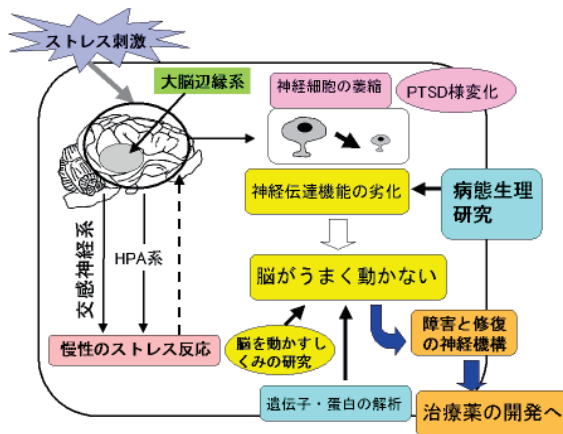 ストレス刺激
大脳辺縁系
神経細胞の萎縮
PTSD様変化
神経伝達機能の劣化
病態生理
研究
交感神経系
HPA系
脳がうまく動かない
慢性のストレス反応
脳を動かすし
くみの研究
障害と修復
の神経機構
遺伝子・蛋白の解析
治療薬の開発へ